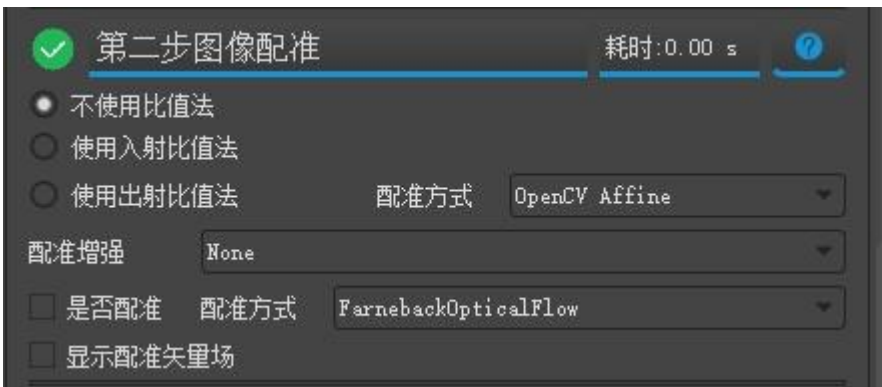 第二步图像配准 耗时:0.00 s ?
不使用比值法
使用入射比值法
使用出射比值法 配准方式 OpenCV Affine
配准增强 None
是否配准 配准方式 FarnebackOpticalFlow
显示配准矢量场